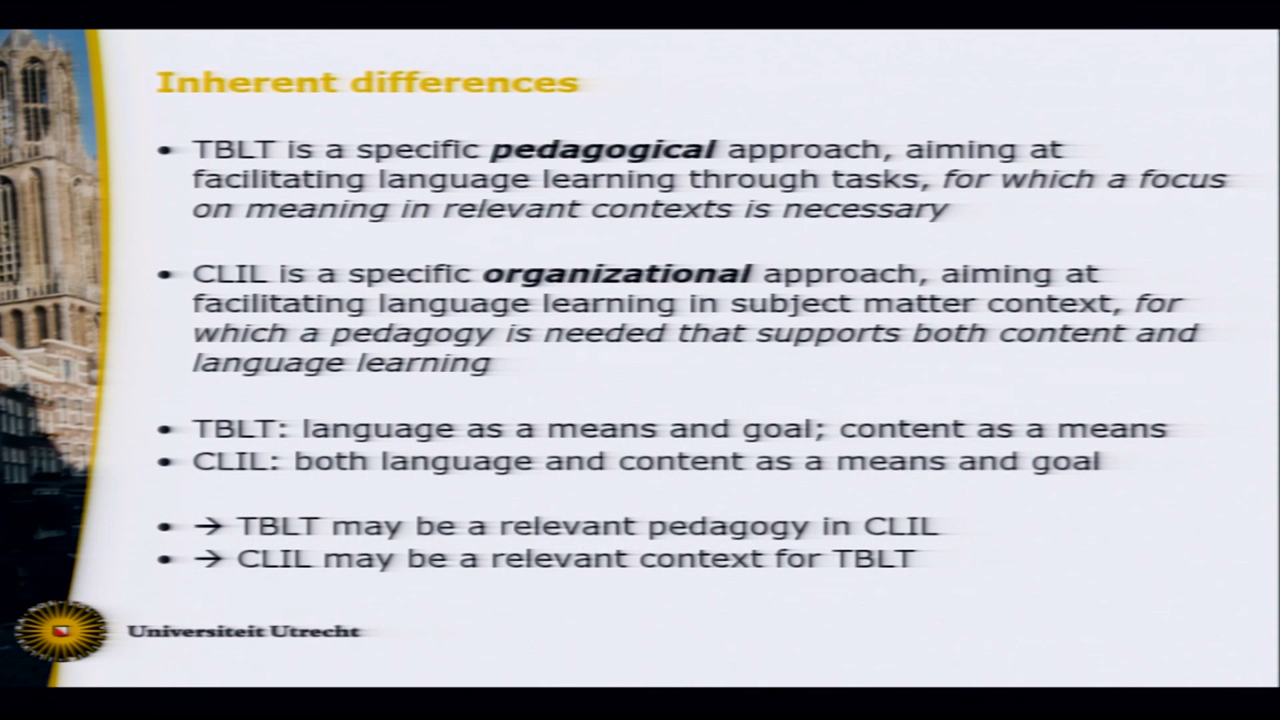 Inherent differences
• TBLT is a specific pedagogical approach, aiming at
facilitating language learning through tasks, for which a focus
on meaning in relevant contexts is necessary
• CLIL is a specific organizational approach, aiming at
facilitating language learning in subject matter context, for
which a pedagogy is needed that supports both content and
language learning
• TBLT: language as a means and goal; content as a means
• CLIL: both language and content as a means and goal
• → TBLT may be a relevant pedagogy in CLIL
• → CLIL may be a relevant context for TBLT
Universiteit Utrecht